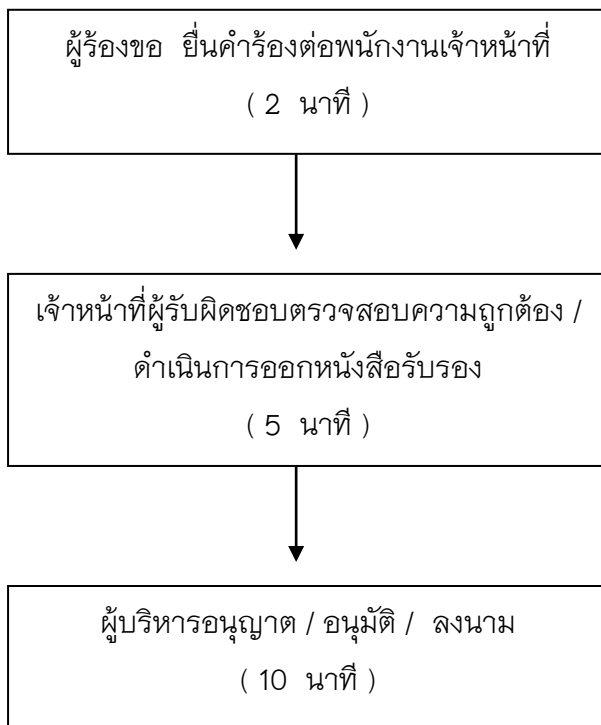 ผู้ร้องขอ ยื่นคำร้องต่อพนักงานเจ้าหน้าที่
( 2 นาที )
เจ้าหน้าที่ผู้รับผิดชอบตรวจสอบความถูกต้อง /
ดำเนินการออกหนังสือรับรอง
( 5 นาที )
ผู้บริหารอนุญาต / อนุมัติ / ลงนาม
( 10 นาที )